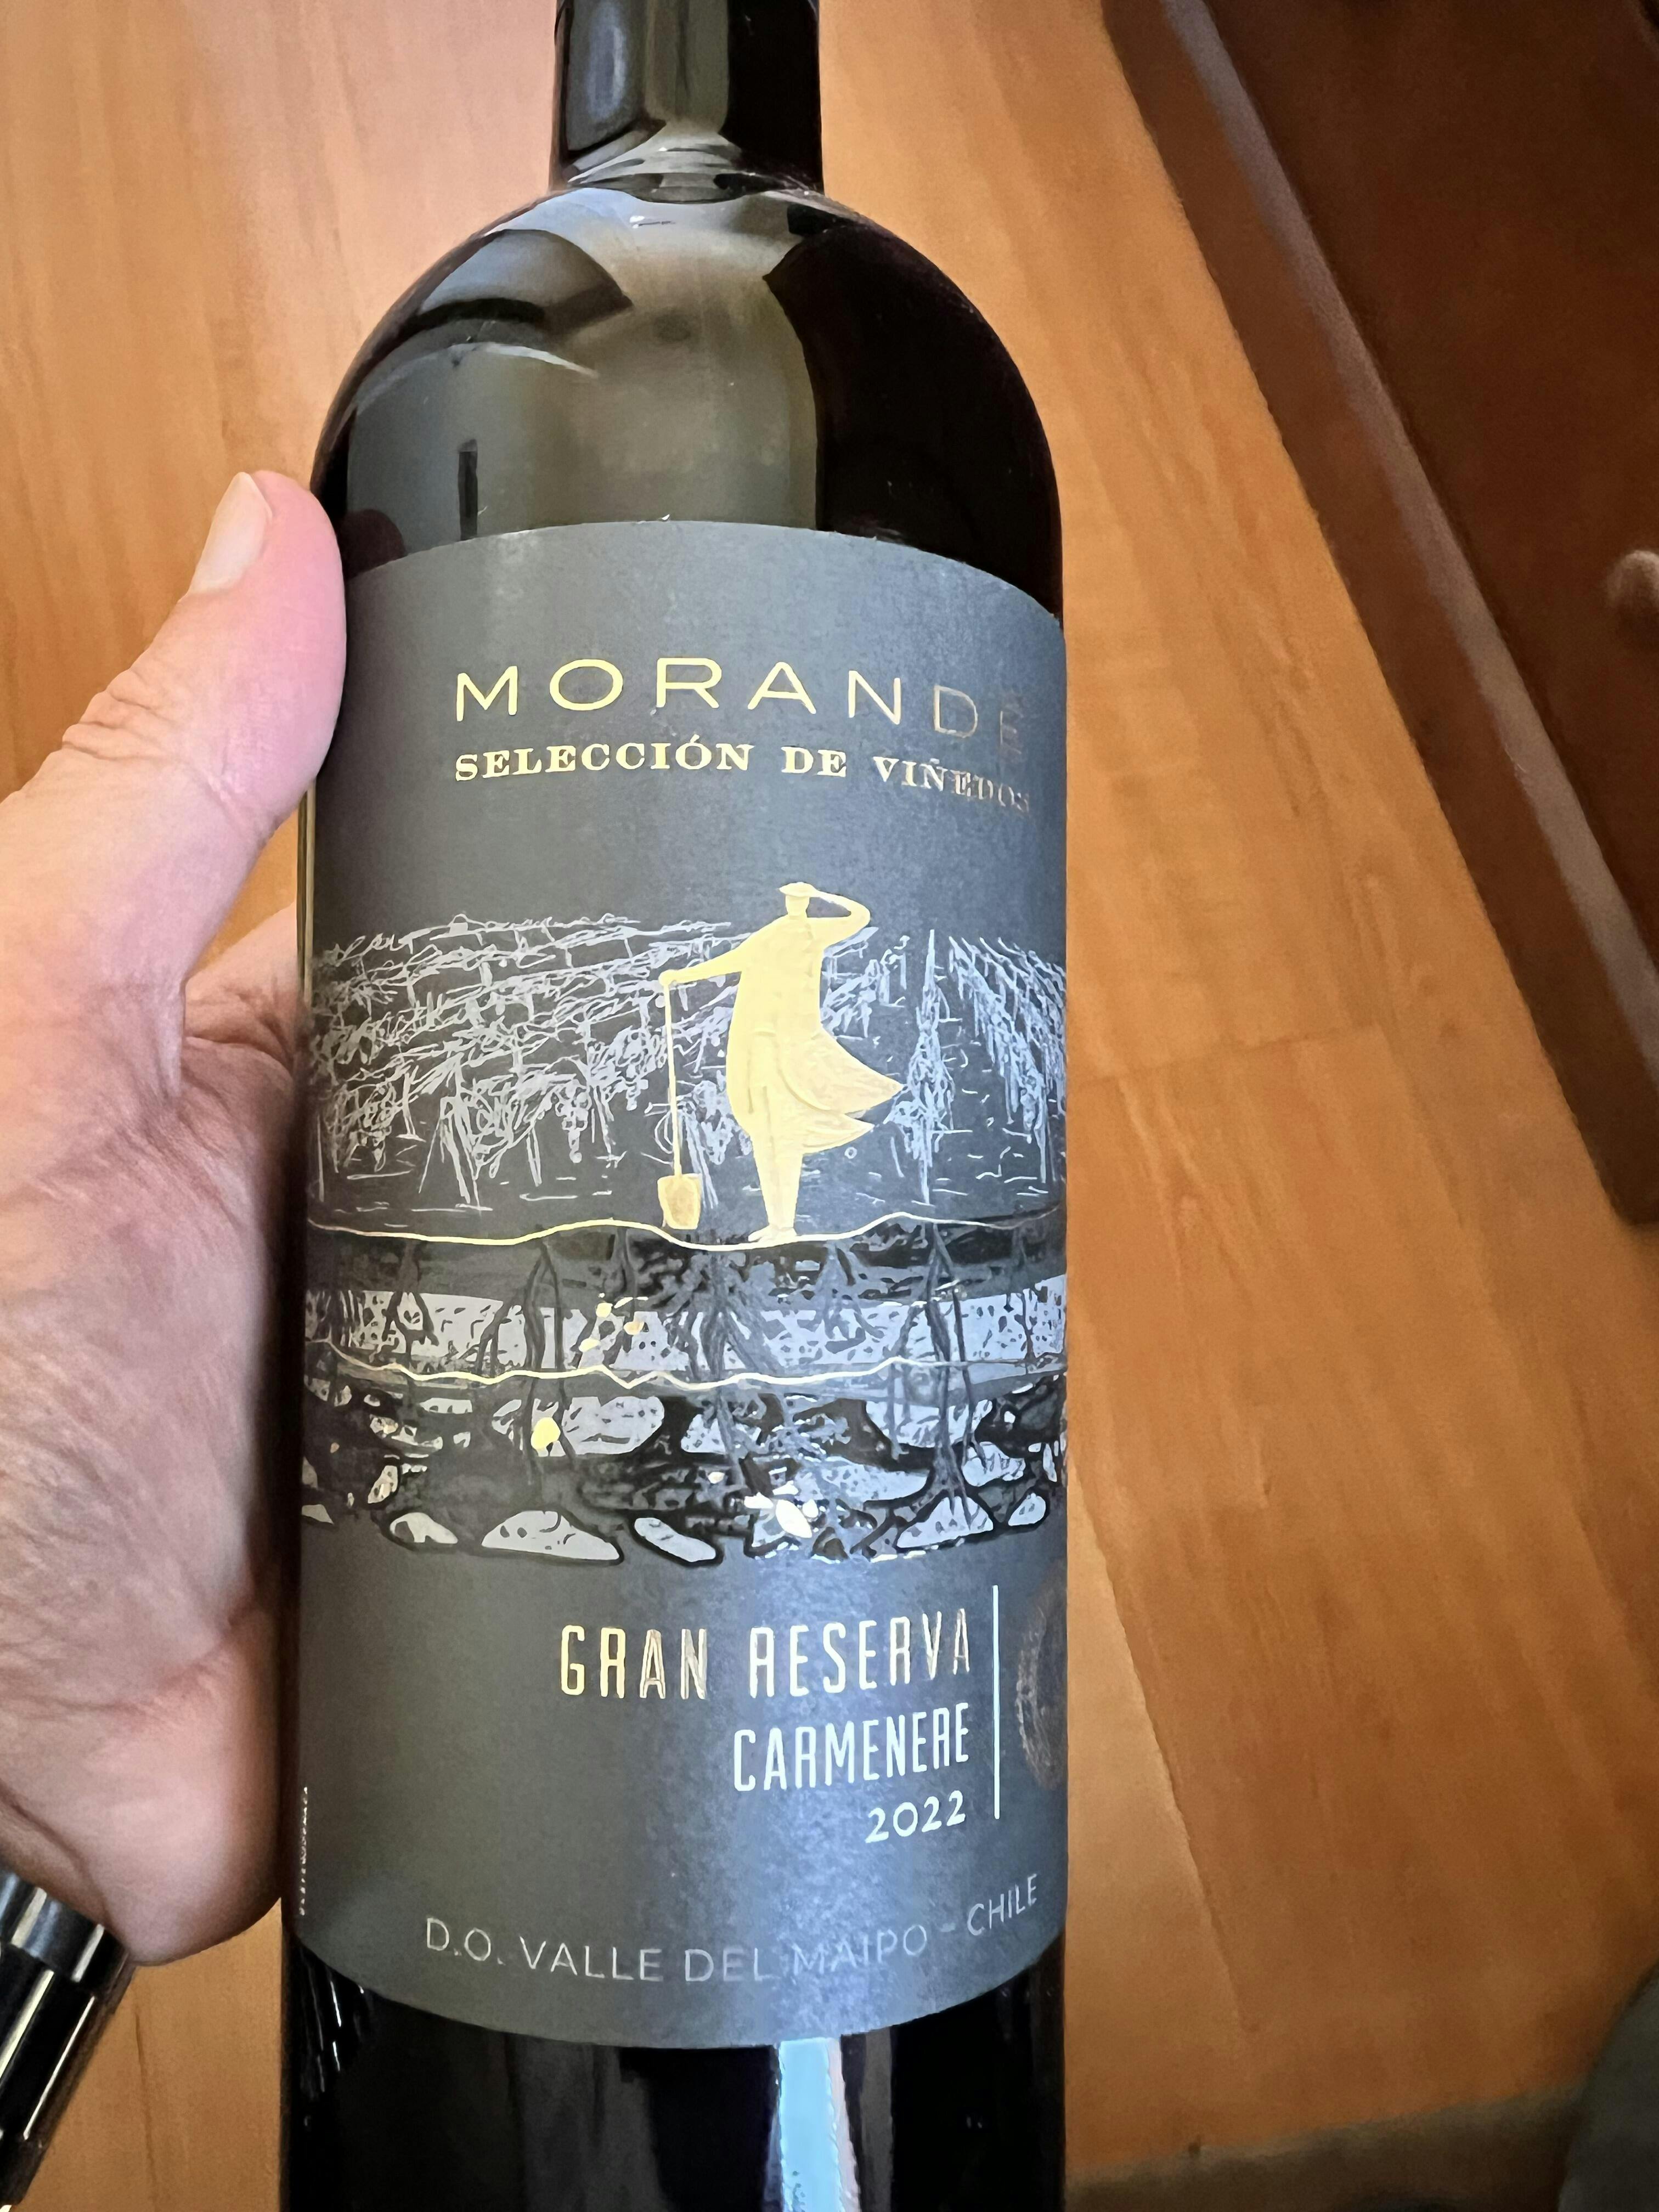 MORANDÉ
SELECCIÓN DE VIÑEDOS
GRAN RESERVA
CARMENERE
2022
D.O. VALLE DEL MAIPO - CHILE